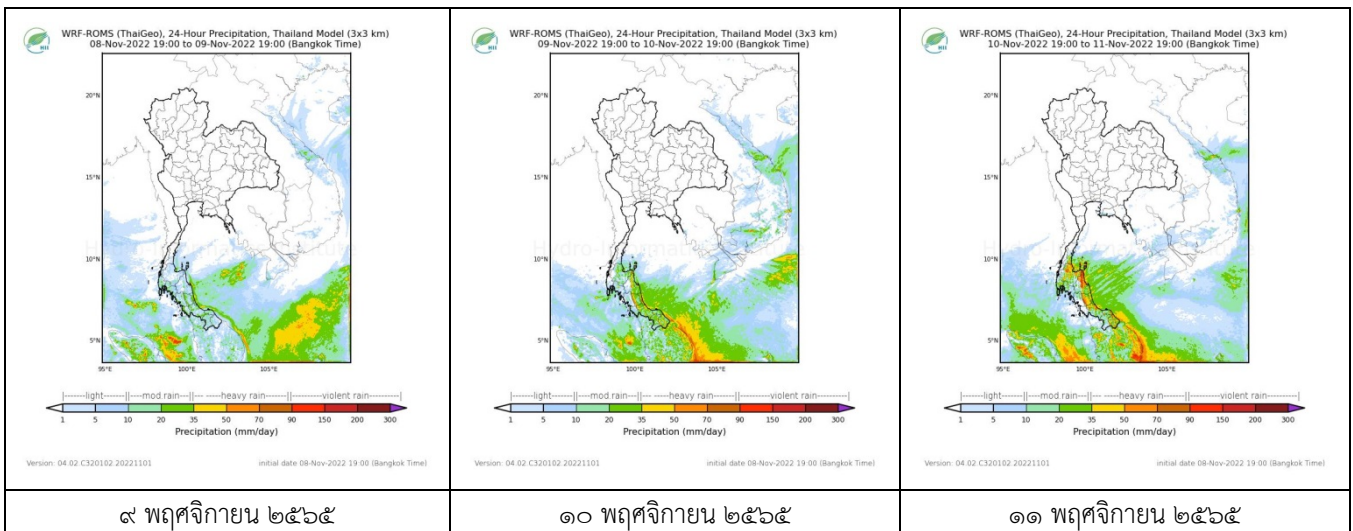 WRF-ROMS (ThaiGeo), 24-Hour Precipitation, Thailand Model (3x3 km)
08-Nov-2022 19:00 to 09-Nov-2022 19:00 (Bangkok Time)
HII
20°N
15°N
10°N
5°N
95°E 100°E 105°E
|-------light------||---mod rain---||--- ----heavy rain----||-----------violent rain------|
1 5 10 20 35 50 70 90 150 200 300
Precipitation (mm/day)
Version: 04.02.C320102.20221101 initial date 08-Nov-2022 19:00 (Bangkok Time)
๙ พฤศจิกายน ๒๕๖๕
WRF-ROMS (ThaiGeo), 24-Hour Precipitation, Thailand Model (3x3 km)
09-Nov-2022 19:00 to 10-Nov-2022 19:00 (Bangkok Time)
HII
20°N
15°N
10°N
5°N
95°E 100°E 105°E
|-------light------||---mod rain---||--- ----heavy rain----||-----------violent rain------|
1 5 10 20 35 50 70 90 150 200 300
Precipitation (mm/day)
Version: 04.02.C320102.20221101 initial date 08-Nov-2022 19:00 (Bangkok Time)
๑๐ พฤศจิกายน ๒๕๖๕
WRF-ROMS (ThaiGeo), 24-Hour Precipitation, Thailand Model (3x3 km)
10-Nov-2022 19:00 to 11-Nov-2022 19:00 (Bangkok Time)
HII
20°N
15°N
10°N
5°N
95°E 100°E 105°E
|-------light------||---mod rain---||--- ----heavy rain----||-----------violent rain------|
1 5 10 20 35 50 70 90 150 200 300
Precipitation (mm/day)
Version: 04.02.C320102.20221101 initial date 08-Nov-2022 19:00 (Bangkok Time)
๑๑ พฤศจิกายน ๒๕๖๕